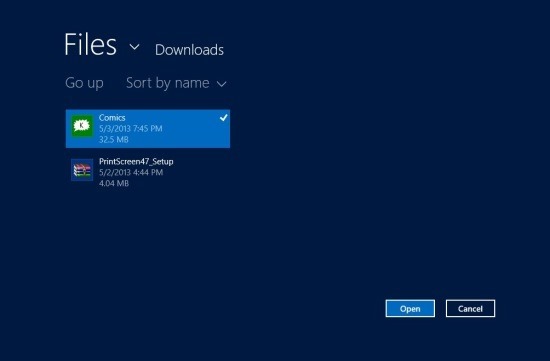 Files Downloads
Go up Sort by name
Comics
5/3/2013 7:45 PM
32.5 MB
PrintScreen47_Setup
5/2/2013 4:44 PM
4.04 MB
Open Cancel